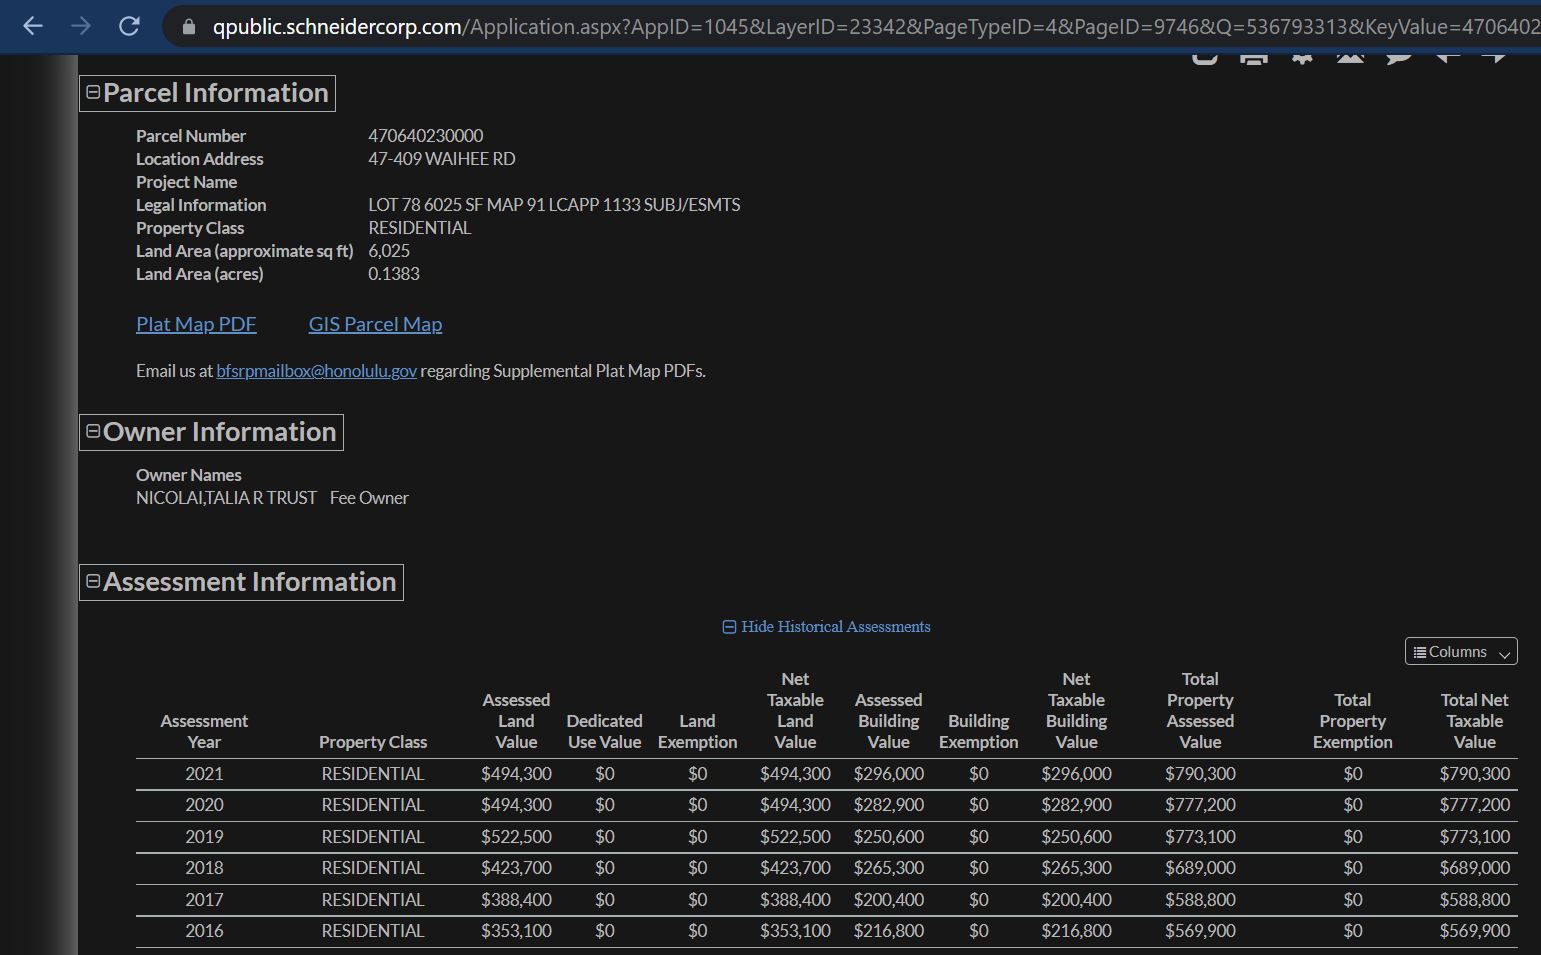 qpublic.schneidercorp.com/Application.aspx?AppID=1045&LayerID=23342&PageTypeID=4&PageID=9746&Q=536793313&KeyValue=4706402
Parcel Information
Parcel Number 470640230000
Location Address 47-409 WAIHEE RD
Project Name
Legal Information LOT 78 6025 SF MAP 91 LCAPP 1133 SUBJ/ESMTS
Property Class RESIDENTIAL
Land Area (approximate sq ft) 6,025
Land Area (acres) 0.1383
Plat Map PDF GIS Parcel Map
Email us at bfsrpmailbox@honolulu.gov regarding Supplemental Plat Map PDFs.
Owner Information
Owner Names
NICOLAI,TALIA R TRUST Fee Owner
Assessment Information
Hide Historical Assessments
Columns
Net Net Total
Assessed Taxable Assessed Taxable Property Total Total Net
Assessment Land Dedicated Land Land Building Building Building Assessed Property Taxable
Year Property Class Value Use Value Exemption Value Value Exemption Value Value Exemption Value
2021 RESIDENTIAL $494,300 $0 $0 $494,300 $296,000 $0 $296,000 $790,300 $0 $790,300
2020 RESIDENTIAL $494,300 $0 $0 $494,300 $282,900 $0 $282,900 $777,200 $0 $777,200
2019 RESIDENTIAL $522,500 $0 $0 $522,500 $250,600 $0 $250,600 $773,100 $0 $773,100
2018 RESIDENTIAL $423,700 $0 $0 $423,700 $265,300 $0 $265,300 $689,000 $0 $689,000
2017 RESIDENTIAL $388,400 $0 $0 $388,400 $200,400 $0 $200,400 $588,800 $0 $588,800
2016 RESIDENTIAL $353,100 $0 $0 $353,100 $216,800 $0 $216,800 $569,900 $0 $569,900